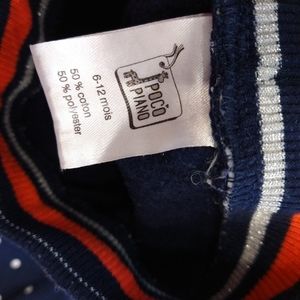 POCO
PIANO
6-12 mois
50 % coton
50 % polyester